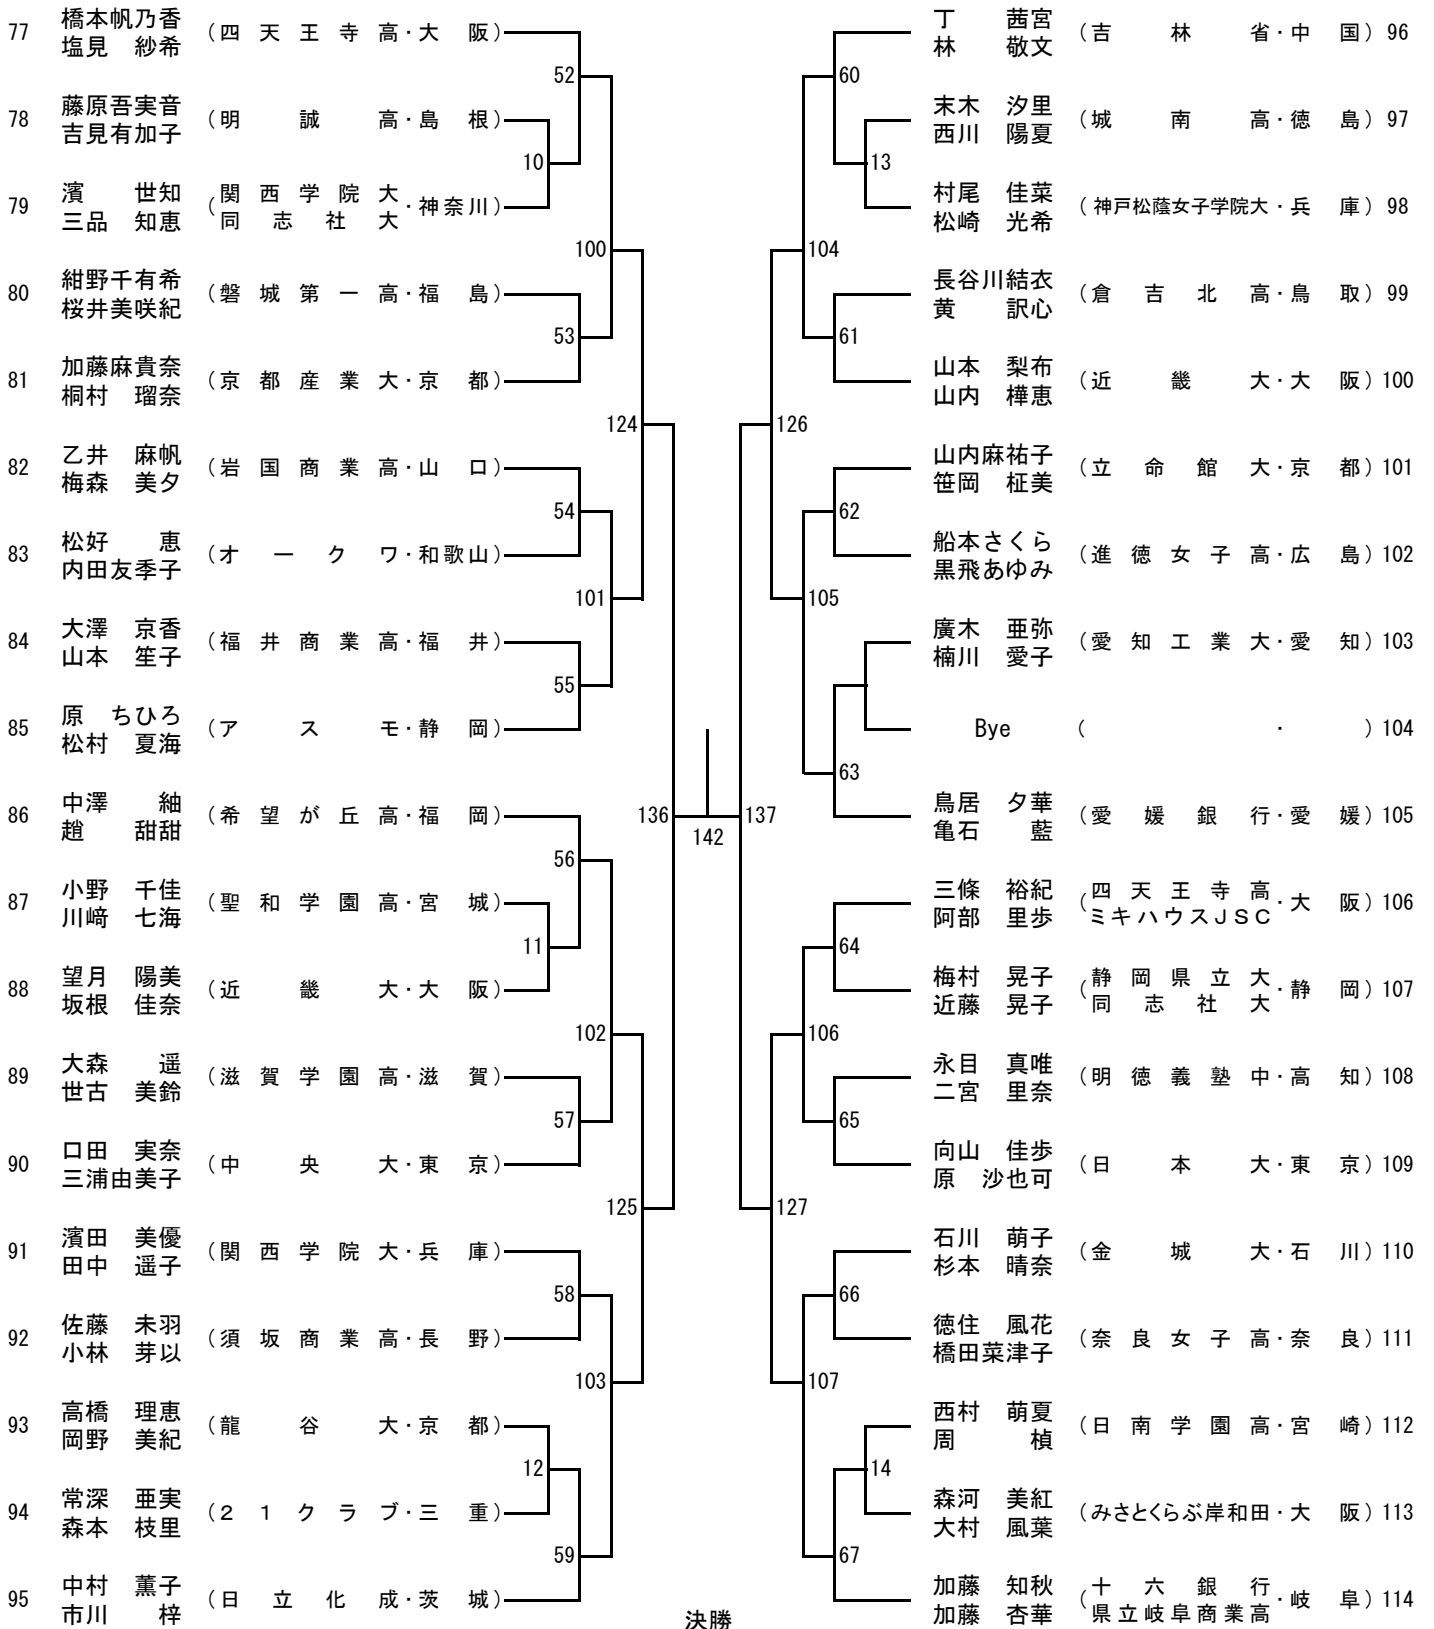 77 橋本帆乃香 塩見 紗希 (四天王寺高・大阪)
78 藤原吾実音 吉見有加子 (明誠高・島根)
79 濱 世知 三品 知恵 (関西学院大 同志社大・神奈川)
80 紺野千有希 桜井美咲紀 (磐城第一高・福島)
81 加藤麻貴奈 桐村 瑠奈 (京都産業大・京都)
82 乙井 麻帆 梅森 美夕 (岩国商業高・山口)
83 松好 恵 内田友季子 (オークワ・和歌山)
84 大澤 京香 山本 笙子 (福井商業高・福井)
85 原 ちひろ 松村 夏海 (アスモ・静岡)
86 中澤 紬 趙 甜甜 (希望が丘高・福岡)
87 小野 千佳 川﨑 七海 (聖和学園高・宮城)
88 望月 陽美 坂根 佳奈 (近畿大・大阪)
89 大森 遥 世古 美鈴 (滋賀学園高・滋賀)
90 口田 実奈 三浦由美子 (中央大・東京)
91 濱田 美優 田中 遥子 (関西学院大・兵庫)
92 佐藤 未羽 小林 芽以 (須坂商業高・長野)
93 高橋 理恵 岡野 美紀 (龍谷大・京都)
94 常深 亜実 森本 枝里 (21クラブ・三重)
95 中村 薫子 市川 梓 (日立化成・茨城)
52
10
100
53
124
54
101
55
136
56
11
102
57
125
58
103
12
59
142
決勝
60
13
104
61
126
62
105
63
137
64
106
65
127
66
107
14
67
丁 茜宮 林 敬文 (吉林省・中国) 96
末木 汐里 西川 陽夏 (城南高・徳島) 97
村尾 佳菜 松崎 光希 (神戸松蔭女子学院大・兵庫) 98
長谷川結衣 黄 訳心 (倉吉北高・鳥取) 99
山本 梨布 山内 樺恵 (近畿大・大阪) 100
山内麻祐子 笹岡 柾美 (立命館大・京都) 101
船本さくら 黒飛あゆみ (進徳女子高・広島) 102
廣木 亜弥 楠川 愛子 (愛知工業大・愛知) 103
Bye ( ・ ) 104
鳥居 夕華 亀石 藍 (愛媛銀行・愛媛) 105
三條 裕紀 阿部 里歩 (四天王寺高 ミキハウスJSC・大阪) 106
梅村 晃子 近藤 晃子 (静岡県立大 同志社大・静岡) 107
永目 真唯 二宮 里奈 (明徳義塾中・高知) 108
向山 佳歩 原 沙也可 (日本大・東京) 109
石川 萌子 杉本 晴奈 (金城大・石川) 110
徳住 風花 橋田菜津子 (奈良女子高・奈良) 111
西村 萌夏 周 楨 (日南学園高・宮崎) 112
森河 美紅 大村 風葉 (みさとくらぶ岸和田・大阪) 113
加藤 知秋 加藤 杏華 (十六銀行 県立岐阜商業高・岐阜) 114